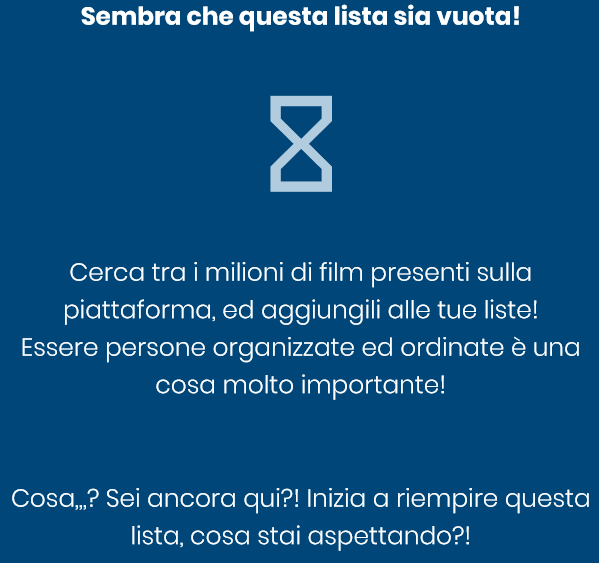 Sembra che questa lista sia vuota!
Cerca tra i milioni di film presenti sulla
piattaforma, ed aggiungili alle tue liste!
Essere persone organizzate ed ordinate è una
cosa molto importante!
Cosa,,,? Sei ancora qui?! Inizia a riempire questa
lista, cosa stai aspettando?!